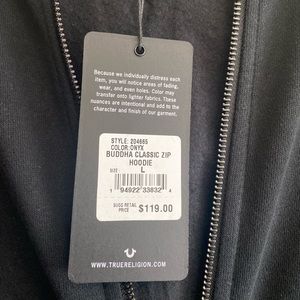 Because we individually distress each
item, you will notice areas of fading,
wear, and even holes. Color may
transfer onto lighter fabrics. These
nuances are intentional and add to the
character and finish of our garment.
STYLE: 204665
COLOR:ONYX
BUDDHA CLASSIC ZIP
HOODIE
SIZE L
1 94922 33832 4
SUGG RETAIL
PRICE $119.00
WWW.TRUERELIGION.COM